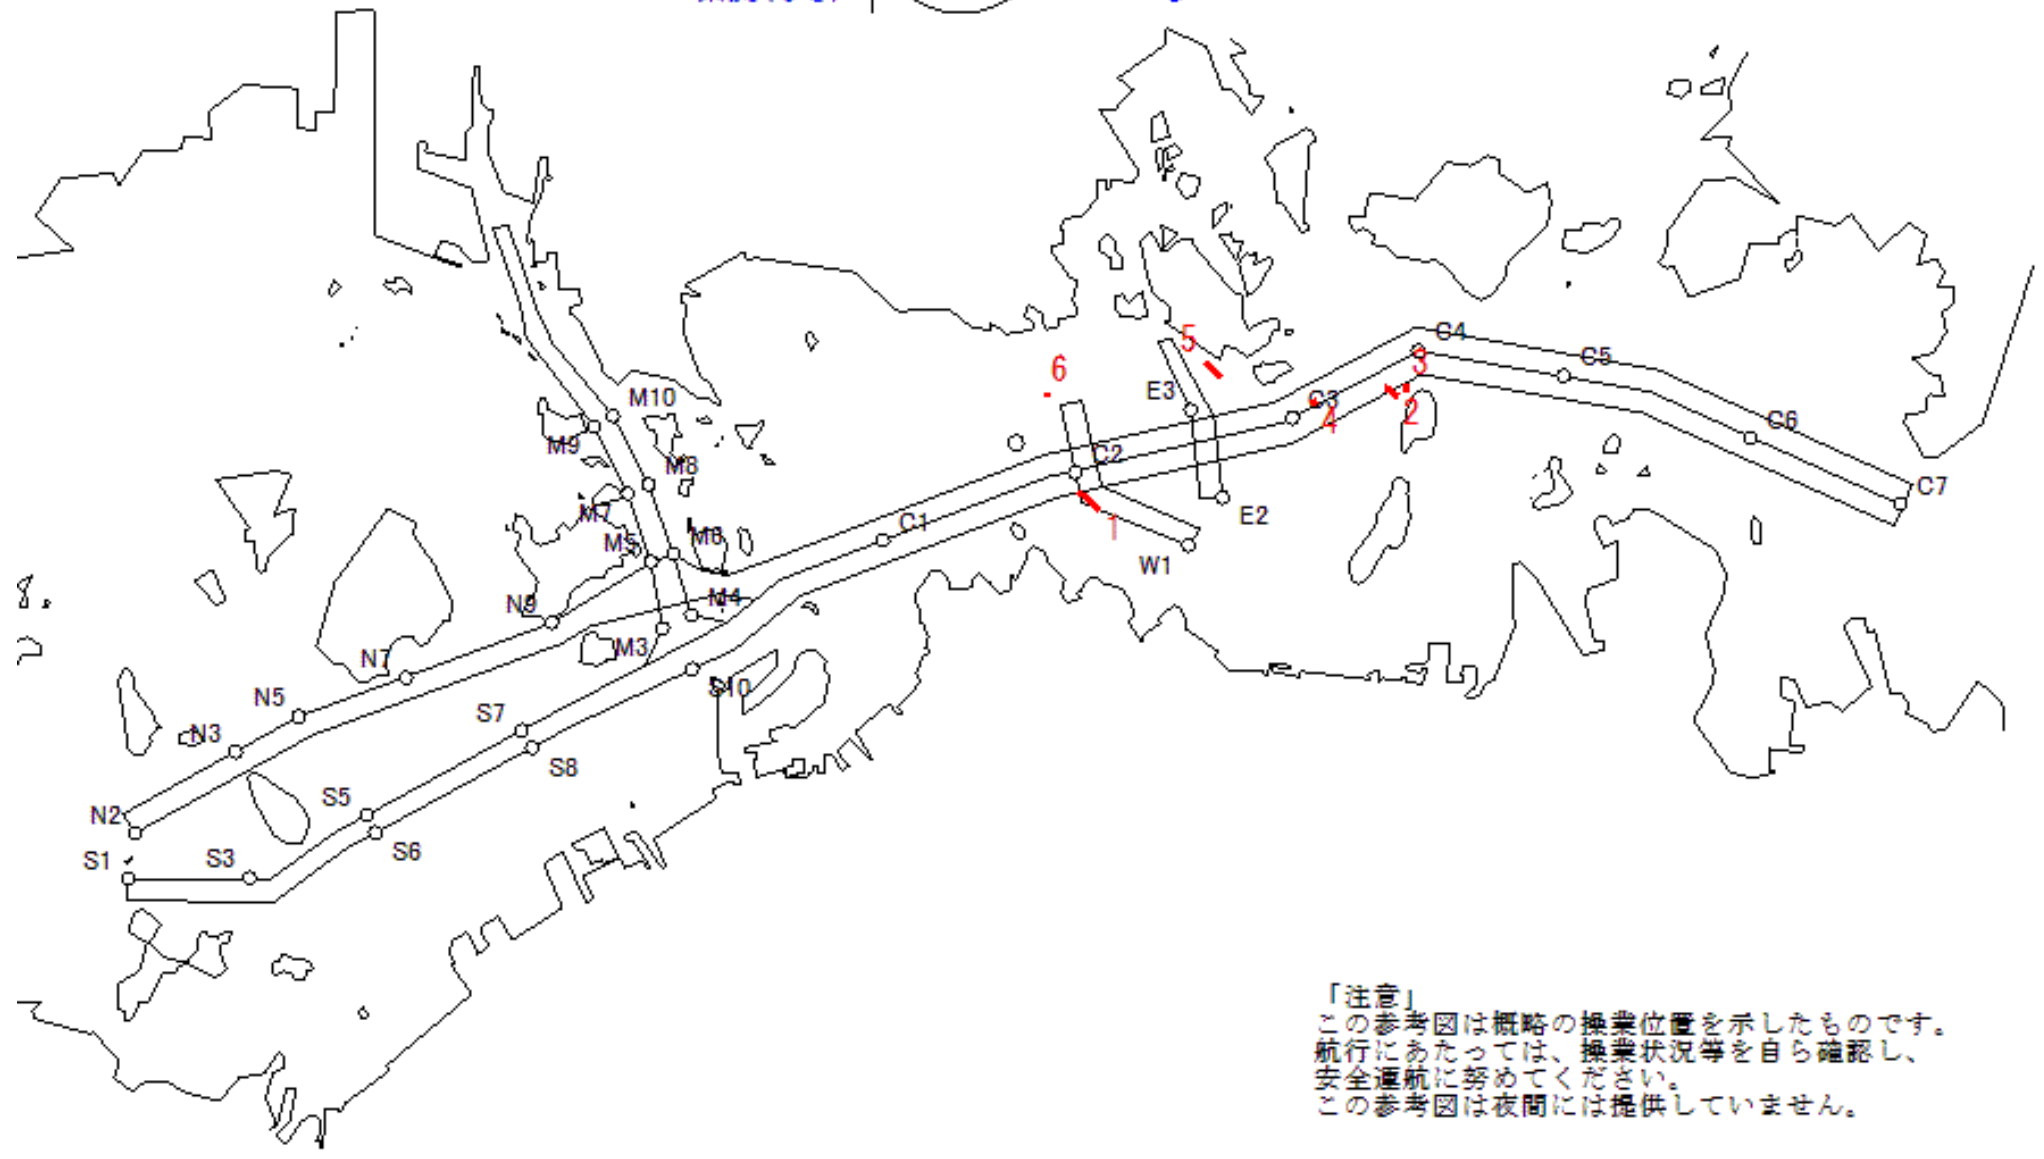 C4
5
3
C5
6
M10
E3
C3
2
4
C6
M9
C2
M8
C7
M7
E2
C1
1
M5
M6
W1
N9
M4
M3
N7
S10
N5
S7
N3
S8
S5
N2
S6
S1
S3
「注意」
この参考図は概略の操業位置を示したものです。
航行にあたっては、操業状況等を自ら確認し、
安全運航に努めてください。
この参考図は夜間には提供していません。